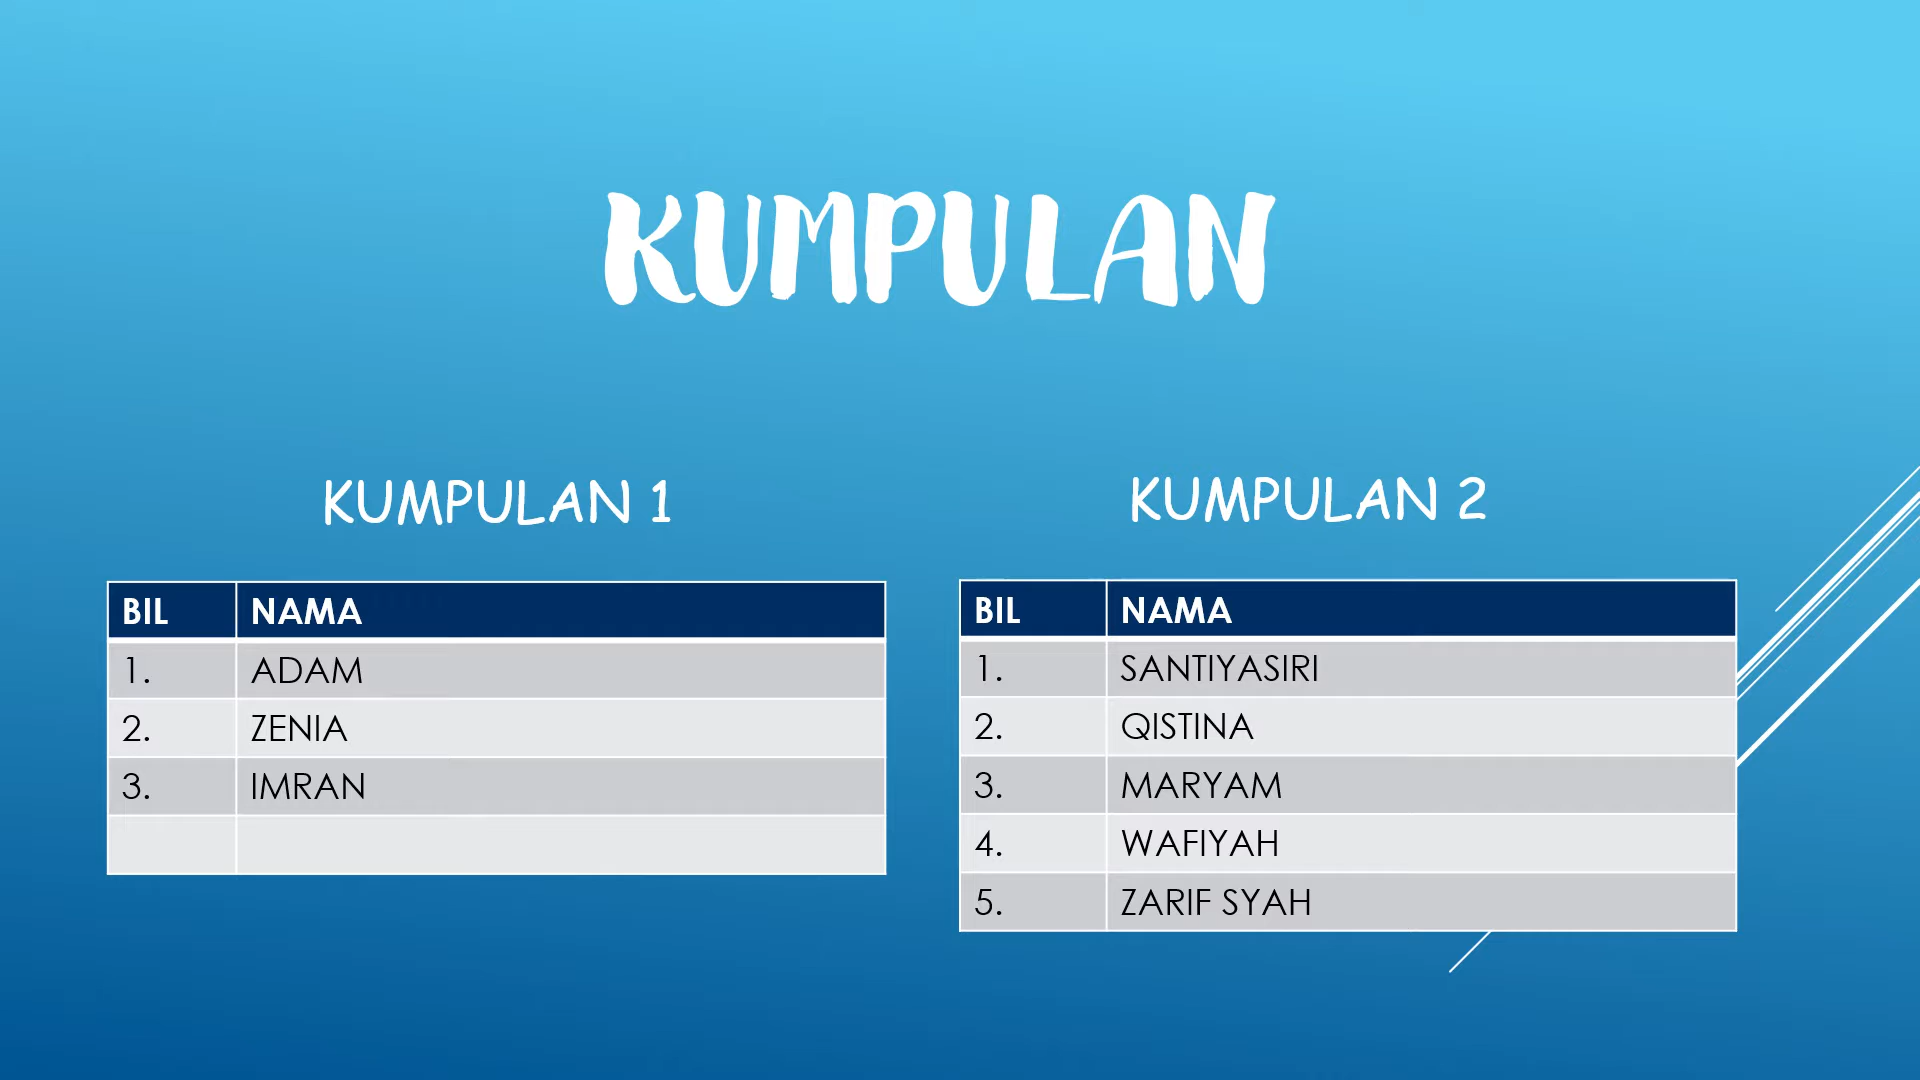 KUMPULAN
KUMPULAN 1
BIL NAMA
1. ADAM
2. ZENIA
3. IMRAN
KUMPULAN 2
BIL NAMA
1. SANTIYASIRI
2. QISTINA
3. MARYAM
4. WAFIYAH
5. ZARIF SYAH